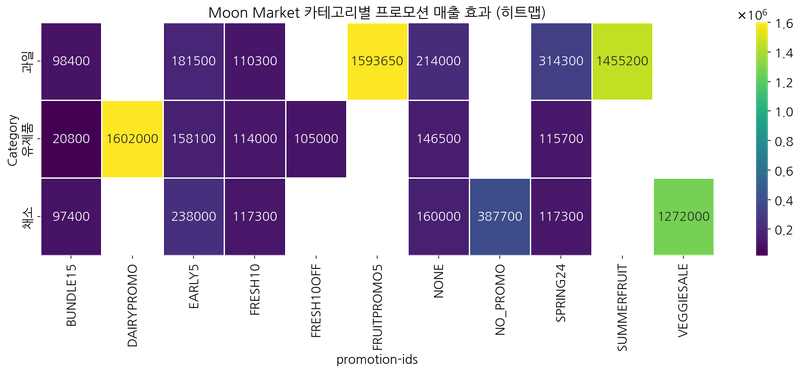 Moon Market 카테고리별 프로모션 매출 효과 (히트맵)
×10⁶
Category
과일
98400 181500 110300 1593650 214000 314300 1455200
유제품
20800 1602000 158100 114000 105000 146500 115700
채소
97400 238000 117300 160000 387700 117300 1272000
BUNDLE15
DAIRYPROMO
EARLY5
FRESH10
FRESH10OFF
FRUITPROMO5
NONE
NO_PROMO
SPRING24
SUMMERFRUIT
VEGGIESALE
promotion-ids
1.6
1.4
1.2
1.0
0.8
0.6
0.4
0.2